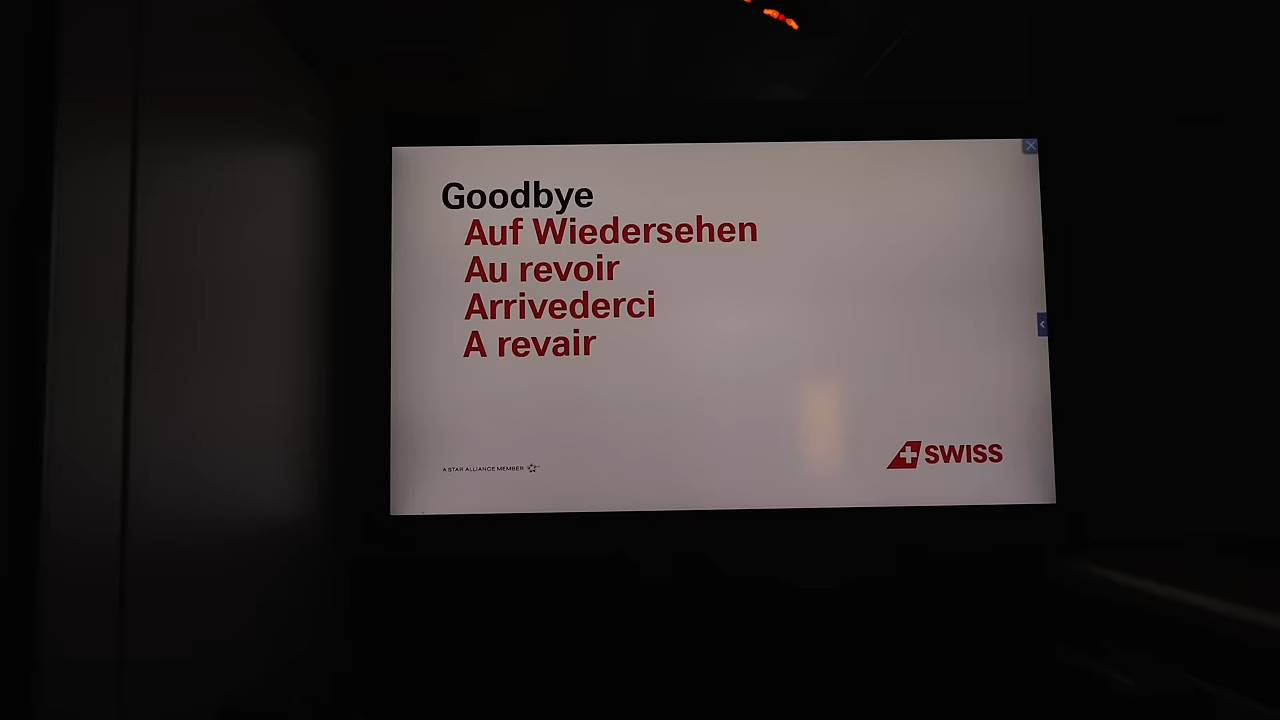 Goodbye
Auf Wiedersehen
Au revoir
Arrivederci
A revair
A STAR ALLIANCE MEMBER
SWISS